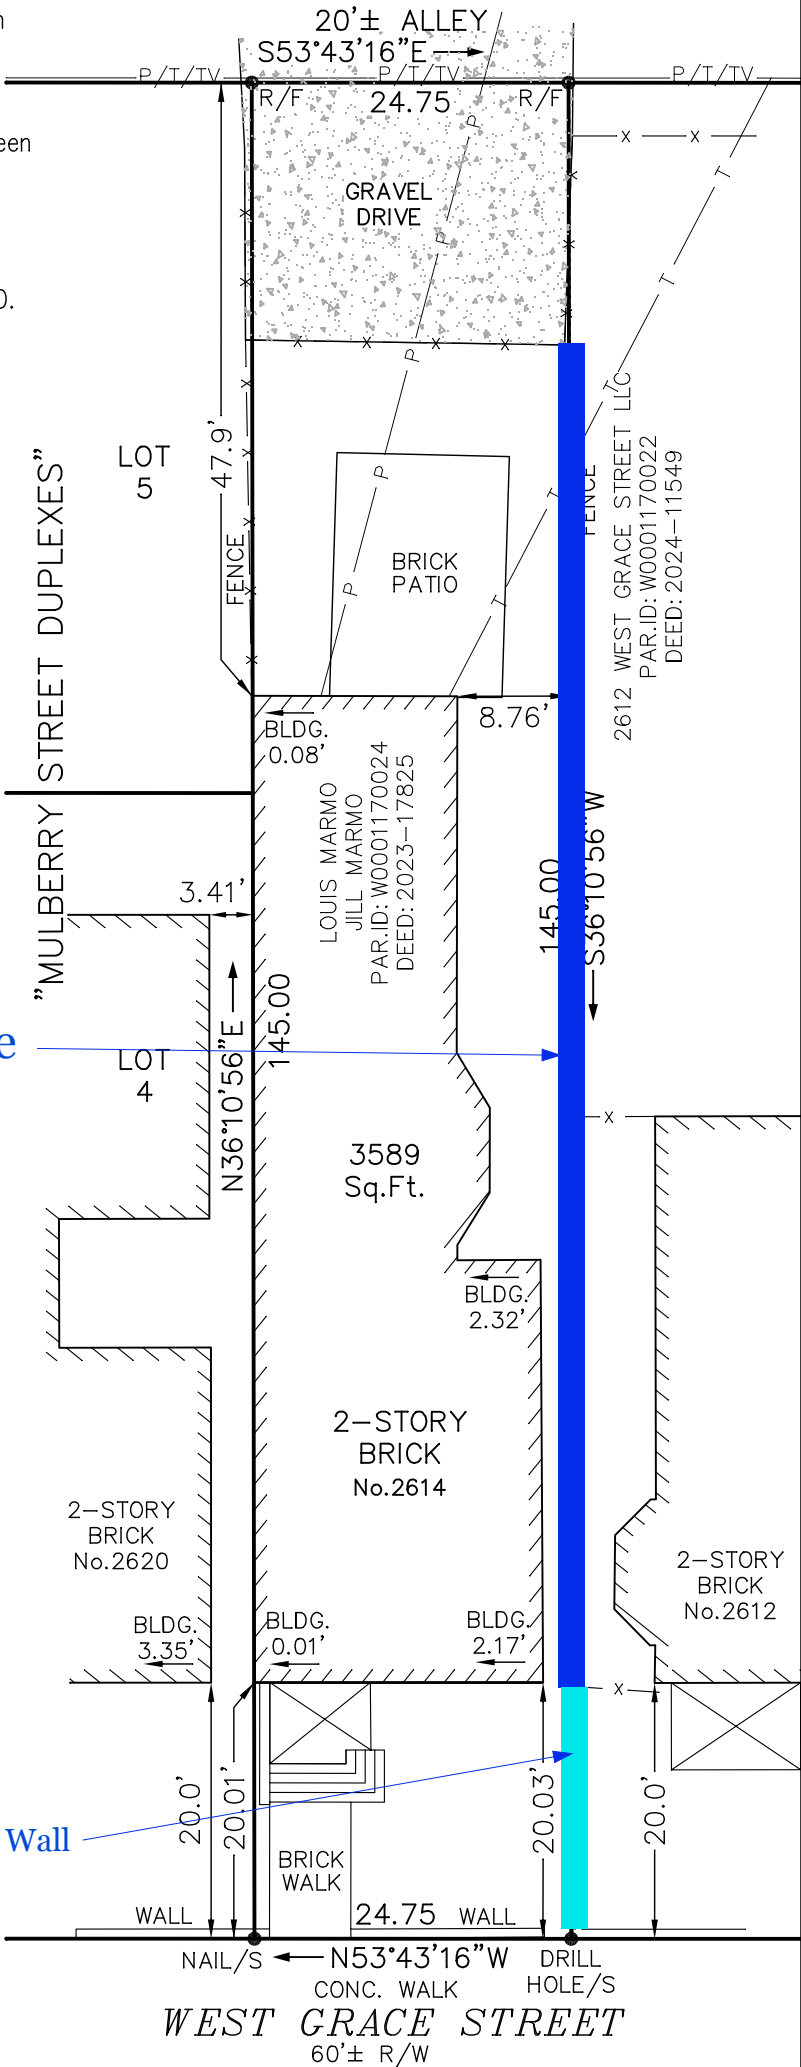 20'± ALLEY
S53°43'16"E
P/T/TV P/T/TV P/T/TV
R/F 24.75 R/F
een
GRAVEL
DRIVE
P
P
P
P
P
T
T
T
T
T
X X
0.
LOT
5
47.9'
FENCE
"MULBERRY STREET DUPLEXES"
BRICK
PATIO
FENCE
2612 WEST GRACE STREET LLC
PAR.ID: W0001170022
DEED: 2024-11549
8.76'
BLDG.
0.08'
LOUIS MARMO
JILL MARMO
PAR.ID: W0001170024
DEED: 2023-17825
3.41'
145.00
S36°10'56"W
N36°10'56"E
145.00
e
LOT
4
X
3589
Sq.Ft.
BLDG.
2.32'
2-STORY
BRICK
No.2614
2-STORY
BRICK
No.2620
2-STORY
BRICK
No.2612
BLDG.
3.35'
BLDG.
0.01'
BLDG.
2.17'
X
20.0'
20.01'
20.03'
20.0'
Wall
BRICK
WALK
WALL 24.75 WALL
NAIL/S N53°43'16"W DRILL
HOLE/S
CONC. WALK
WEST GRACE STREET
60'± R/W